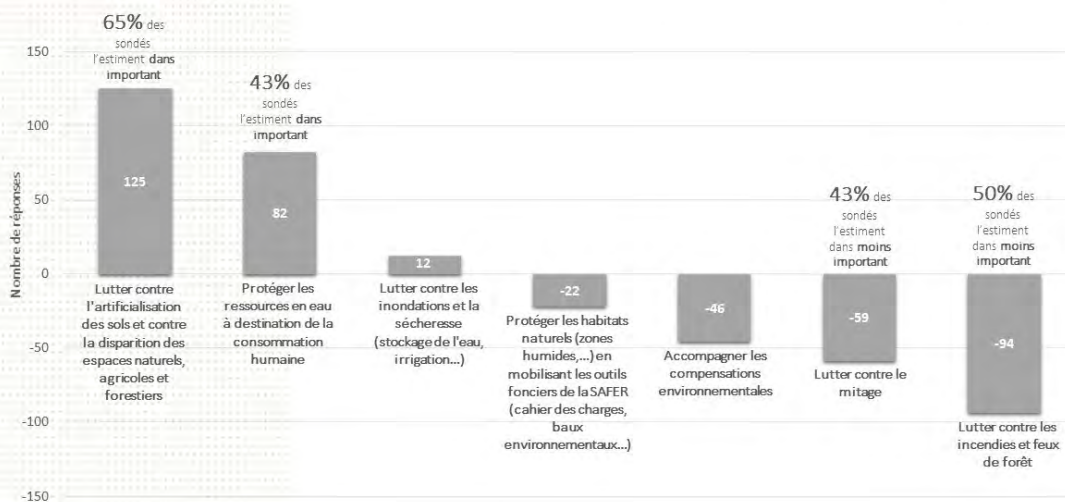 65% des
sondés
l'estiment dans
important
43% des
sondés
l'estiment dans
important
43% des
sondés
l'estiment
dans moins
important
50% des
sondés
l'estiment
dans moins
important
Nombre de réponses
150
100
50
0
-50
-100
-150
125
82
12
-22
-46
-59
-94
Lutter contre
l'artificialisation
des sols et contre
la disparition des
espaces naturels,
agricoles et
forestiers
Protéger les
ressources en eau
à destination de la
consommation
humaine
Lutter contre les
inondations et la
sécheresse
(stockage de l'eau,
irrigation...)
Protéger les habitats
naturels (zones
humides,...) en
mobilisant les outils
fonciers de la SAFER
(cahier des charges,
baux
environnementaux...)
Accompagner les
compensations
environnementales
Lutter contre le
mitage
Lutter contre les
incendies et feux
de forêt